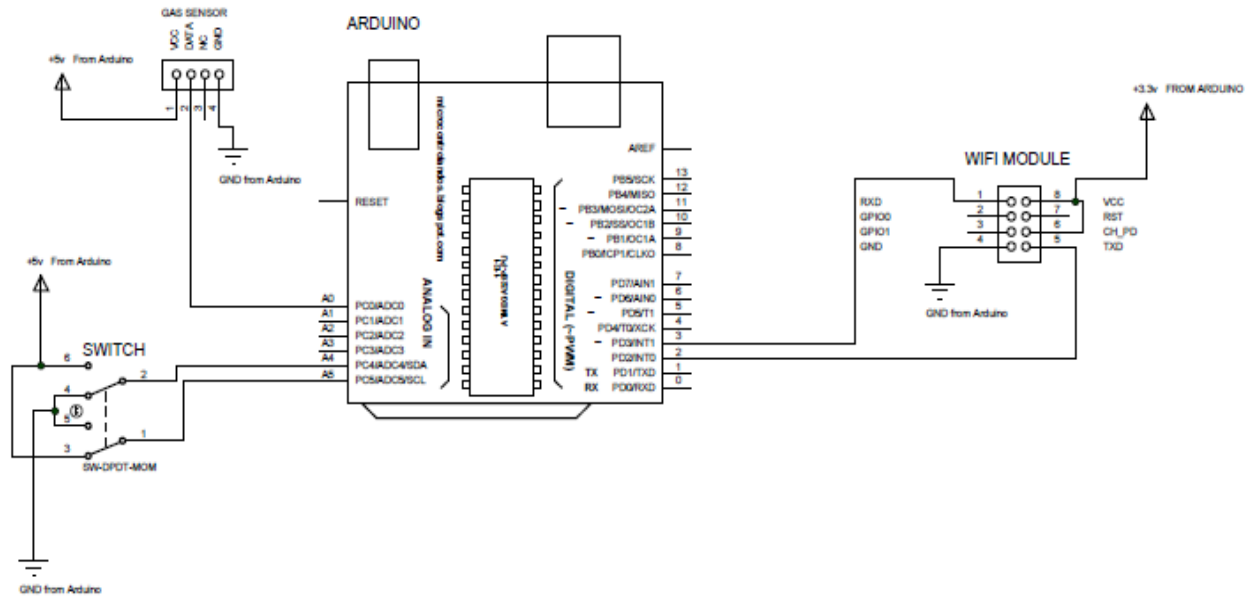 GAS SENSOR
VCC
DATA
NC
GND
+5v From Arduino
1
2
3
4
GND from Arduino
ARDUINO
microcontrolandos.blogspot.com
RESET
AREF
PB5/SCK 13
PB4/MISO 12
~ PB3/MOSI/OC2A 11
~ PB2/SS/OC1B 10
~ PB1/OC1A 9
PB0/ICP1/CLKO 8
PD7/AIN1 7
~ PD6/AIN0 6
~ PD5/T1 5
PD4/T0/XCK 4
~ PD3/INT1 3
PD2/INT0 2
TX PD1/TXD 1
RX PD0/RXD 0
DIGITAL (~PWM)
ANALOG IN
A0 PC0/ADC0
A1 PC1/ADC1
A2 PC2/ADC2
A3 PC3/ADC3
A4 PC4/ADC4/SDA
A5 PC5/ADC5/SCL
+5v From Arduino
SWITCH
6
2
4
5
1
3
SW-DPDT-MOM
GND from Arduino
+3.3v FROM ARDUINO
WIFI MODULE
RXD 1 8 VCC
GPIO0 2 7 RST
GPIO1 3 6 CH_PD
GND 4 5 TXD
GND from Arduino